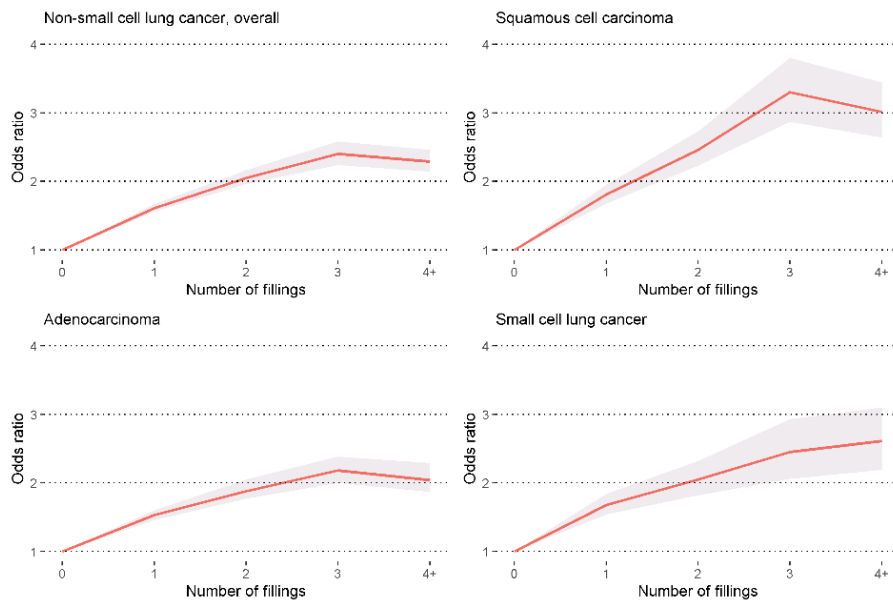 Non-small cell lung cancer, overall
4
3
2
1
Odds ratio
0 1 2 3 4+
Number of fillings
Squamous cell carcinoma
4
3
2
1
Odds ratio
0 1 2 3 4+
Number of fillings
Adenocarcinoma
4
3
2
1
Odds ratio
0 1 2 3 4+
Number of fillings
Small cell lung cancer
4
3
2
1
Odds ratio
0 1 2 3 4+
Number of fillings